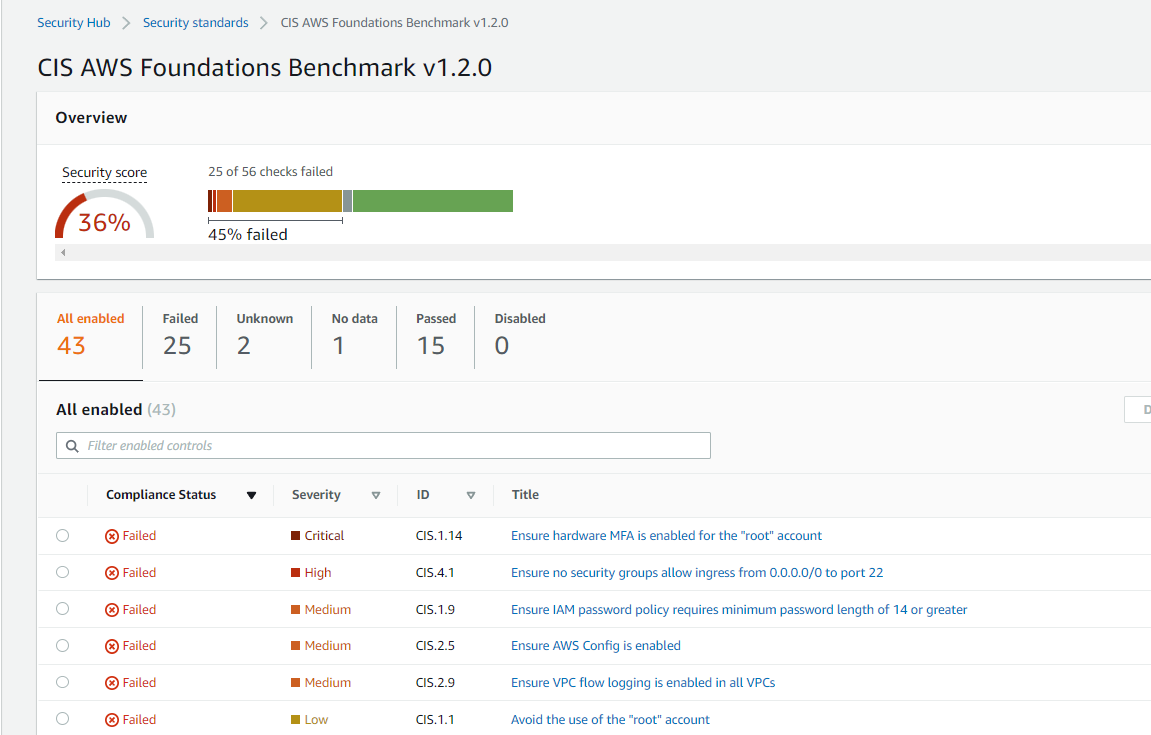 Security Hub > Security standards > CIS AWS Foundations Benchmark v1.2.0
CIS AWS Foundations Benchmark v1.2.0
Overview
Security score
36%
25 of 56 checks failed
45% failed
All enabled Failed Unknown No data Passed Disabled
43 25 2 1 15 0
All enabled (43)
D
Filter enabled controls
Compliance Status Severity ID Title
Failed Critical CIS.1.14 Ensure hardware MFA is enabled for the "root" account
Failed High CIS.4.1 Ensure no security groups allow ingress from 0.0.0.0/0 to port 22
Failed Medium CIS.1.9 Ensure IAM password policy requires minimum password length of 14 or greater
Failed Medium CIS.2.5 Ensure AWS Config is enabled
Failed Medium CIS.2.9 Ensure VPC flow logging is enabled in all VPCs
Failed Low CIS.1.1 Avoid the use of the "root" account